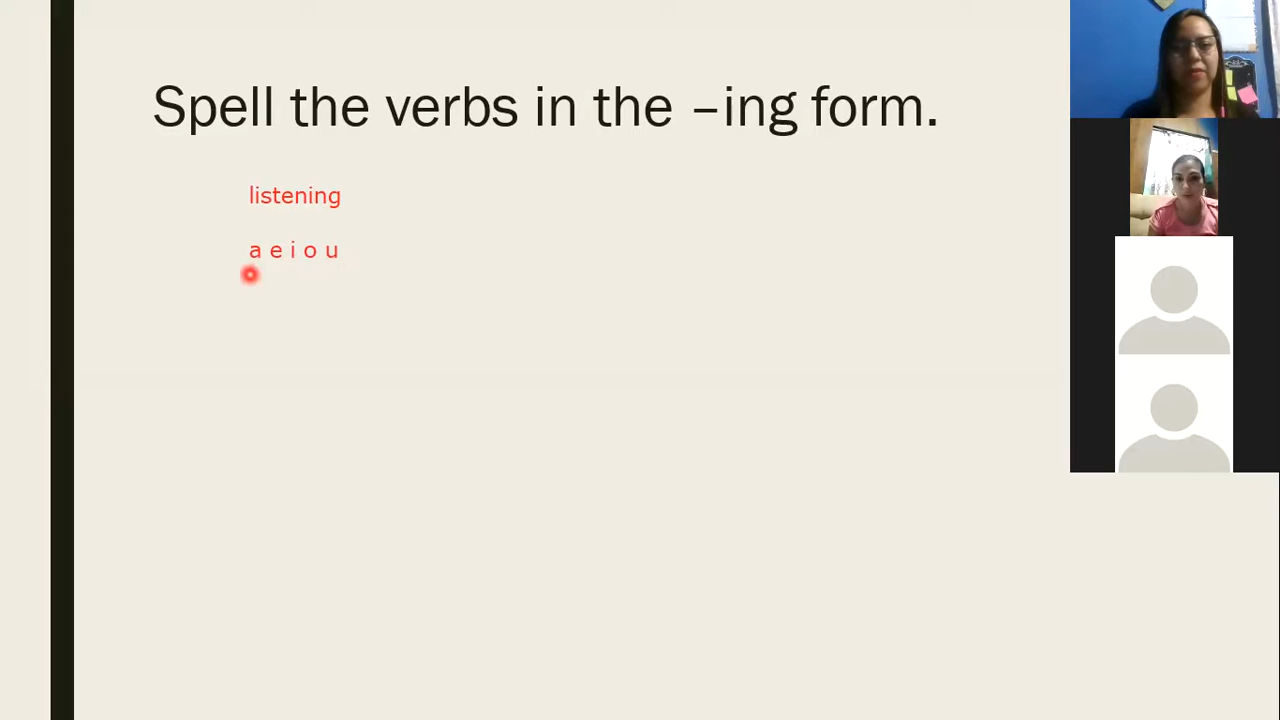 Spell the verbs in the –ing form.
listening
a e i o u